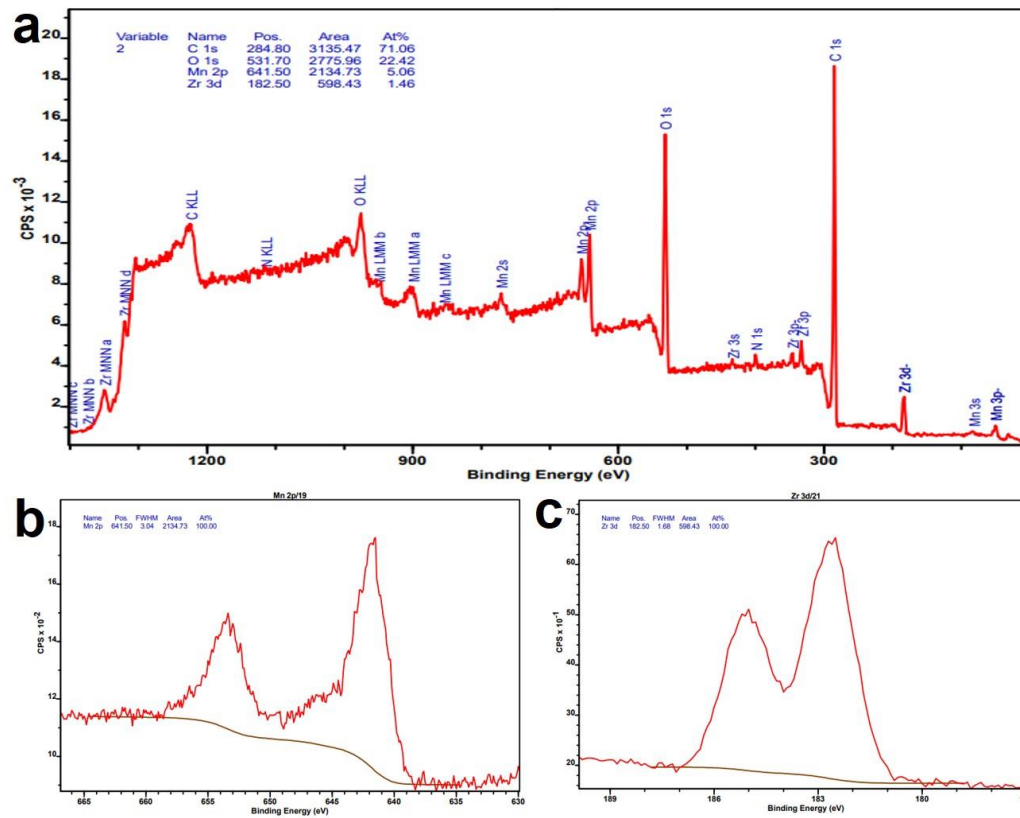 a
Variable Name Pos. Area At%
2 C 1s 284.80 3135.47 71.06
O 1s 531.70 2775.96 22.42
Mn 2p 641.50 2134.73 5.06
Zr 3d 182.50 598.43 1.46
CPS x 10-3
20
18
16
14
12
10
8
6
4
2
Zr MNN c
Zr MNN b
Zr MNN a
Zr MNN d
C KLL
N KLL
O KLL
Mn LMM b
Mn LMM a
Mn LMM c
Mn 2s
Mn 2p
Mn 2p
O 1s
Zr 3s
N 1s
Zr 3p
Zr 3p
C 1s
Zr 3d-
Mn 3s
Mn 3p-
1200 900 600 300
Binding Energy (eV)
b
Mn 2p/19
Name Pos. FWHM Area At%
Mn 2p 641.50 3.04 2134.73 100.00
CPS x 10-2
18
16
14
12
10
665 660 655 650 645 640 635 630
Binding Energy (eV)
c
Zr 3d/21
Name Pos. FWHM Area At%
Zr 3d 182.50 1.68 598.43 100.00
CPS x 10-1
70
60
50
40
30
20
189 186 183 180
Binding Energy (eV)